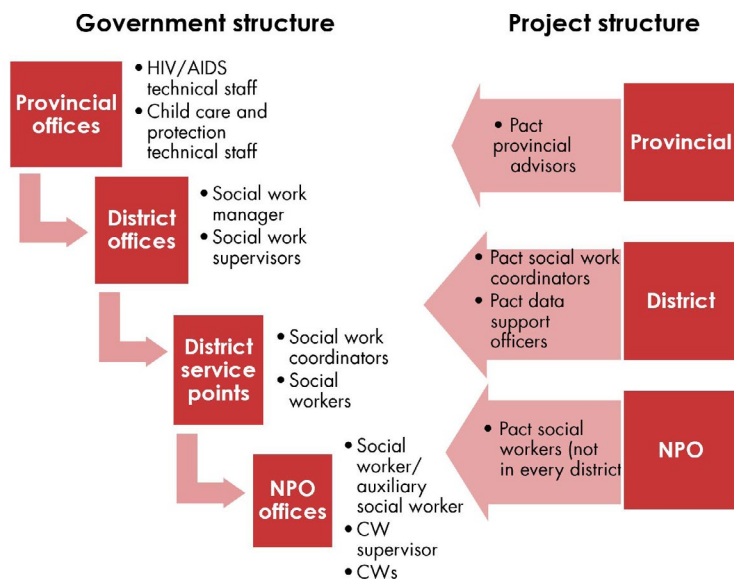 Government structure
Provincial
offices
• HIV/AIDS
technical staff
• Child care and
protection
technical staff
District
offices
• Social work
manager
• Social work
supervisors
District
service
points
• Social work
coordinators
• Social
workers
NPO
offices
• Social
worker/
auxiliary
social worker
• CW
supervisor
• CWs
Project structure
• Pact
provincial
advisors
Provincial
• Pact social work
coordinators
• Pact data
support
officers
District
• Pact social
workers (not
in every district
NPO